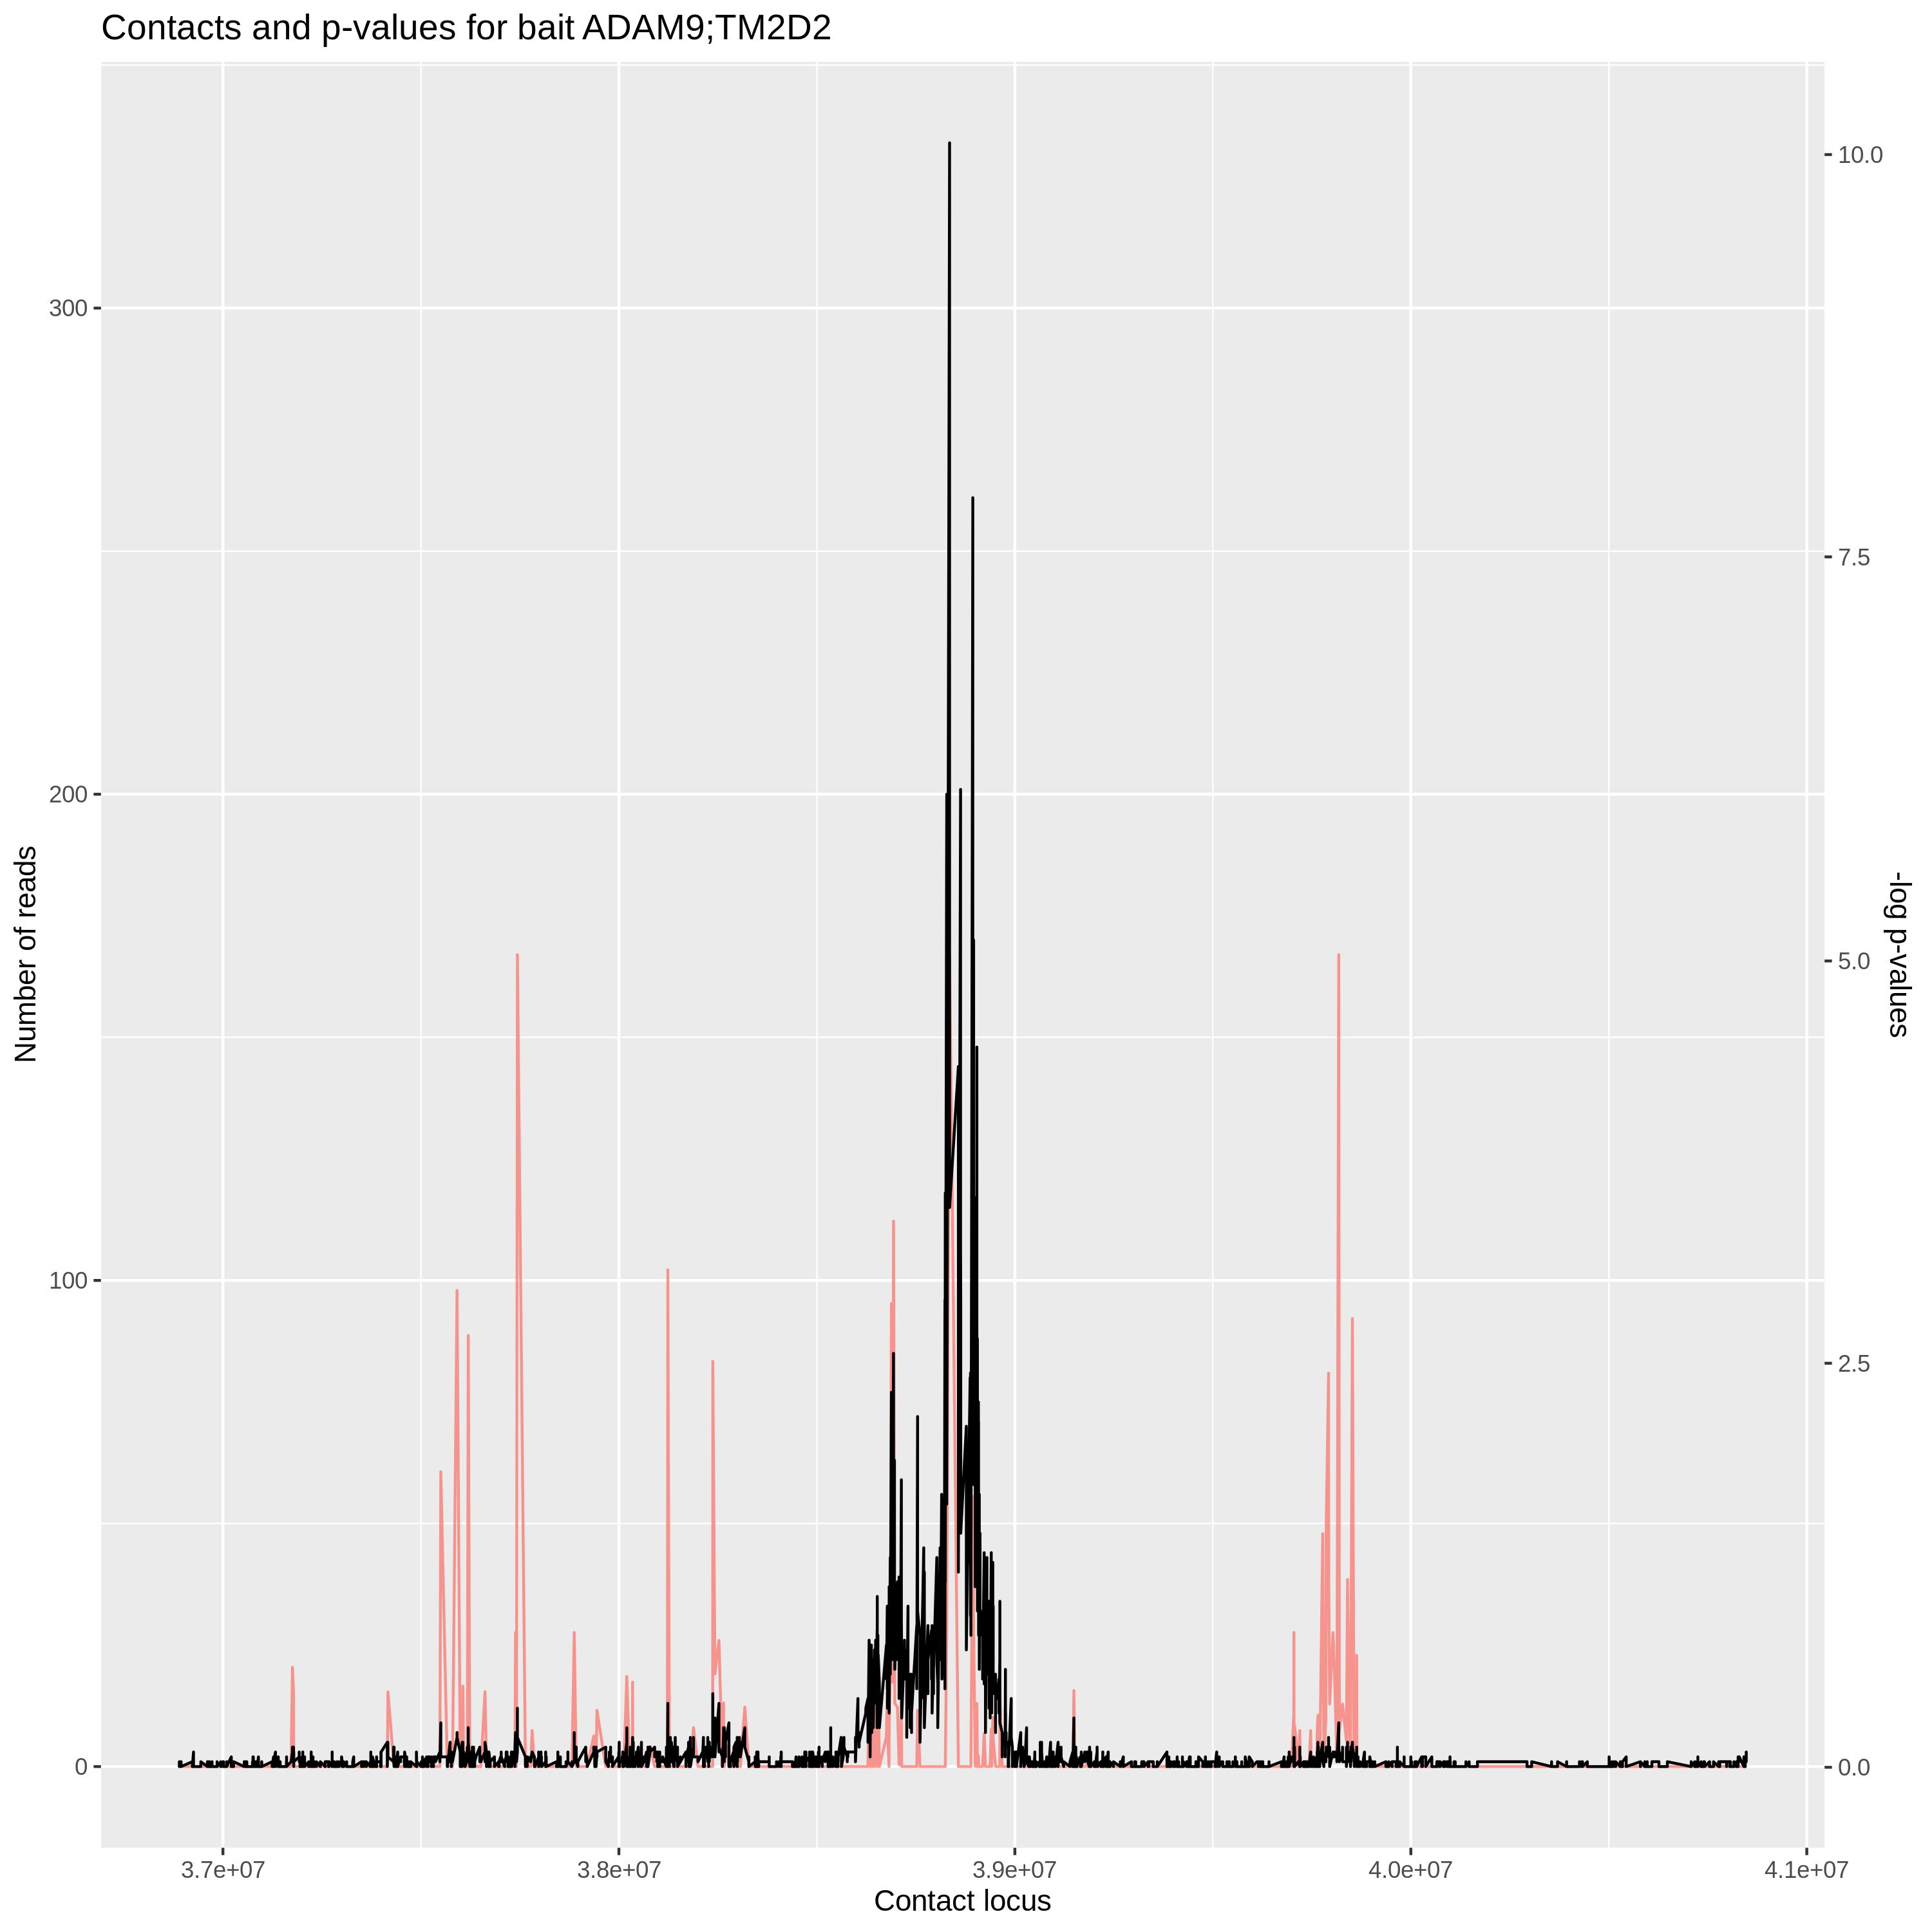 Contacts and p-values for bait ADAM9;TM2D2
Number of reads
300
200
100
0
10.0
7.5
5.0
2.5
0.0
-log p-values
3.7e+07 3.8e+07 3.9e+07 4.0e+07 4.1e+07
Contact locus